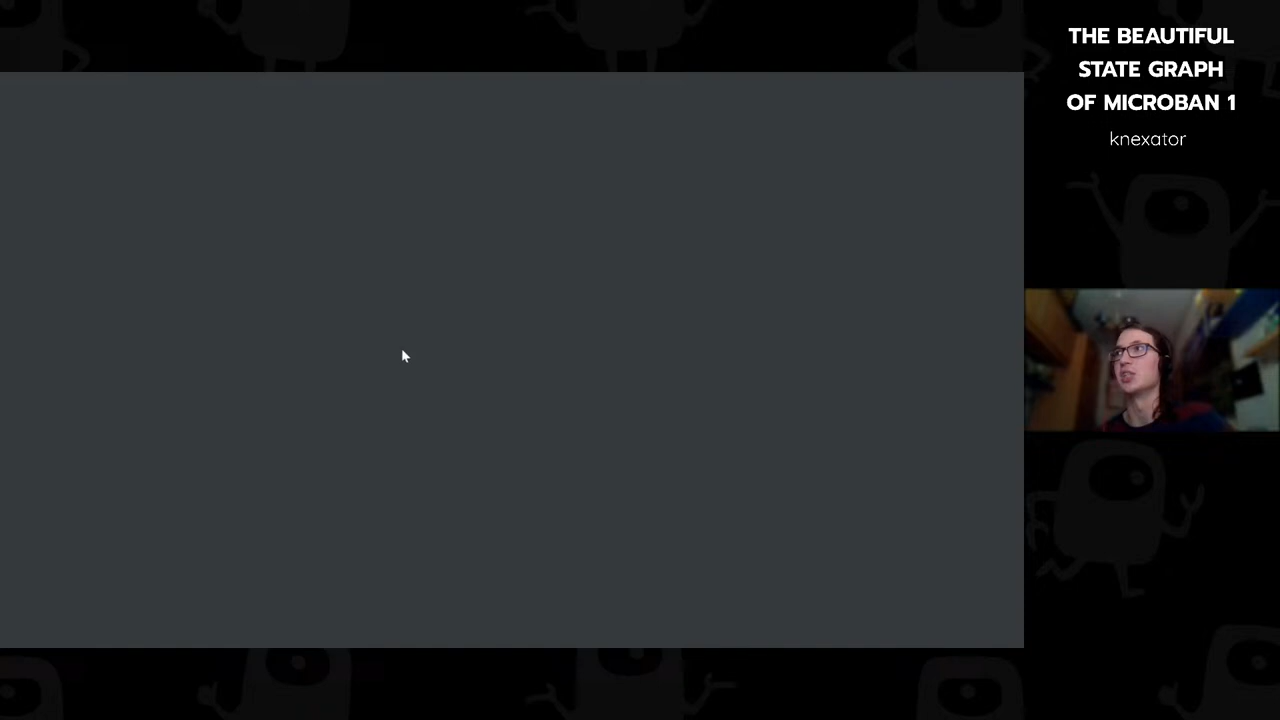 THE BEAUTIFUL
STATE GRAPH
OF MICROBAN 1
knexator